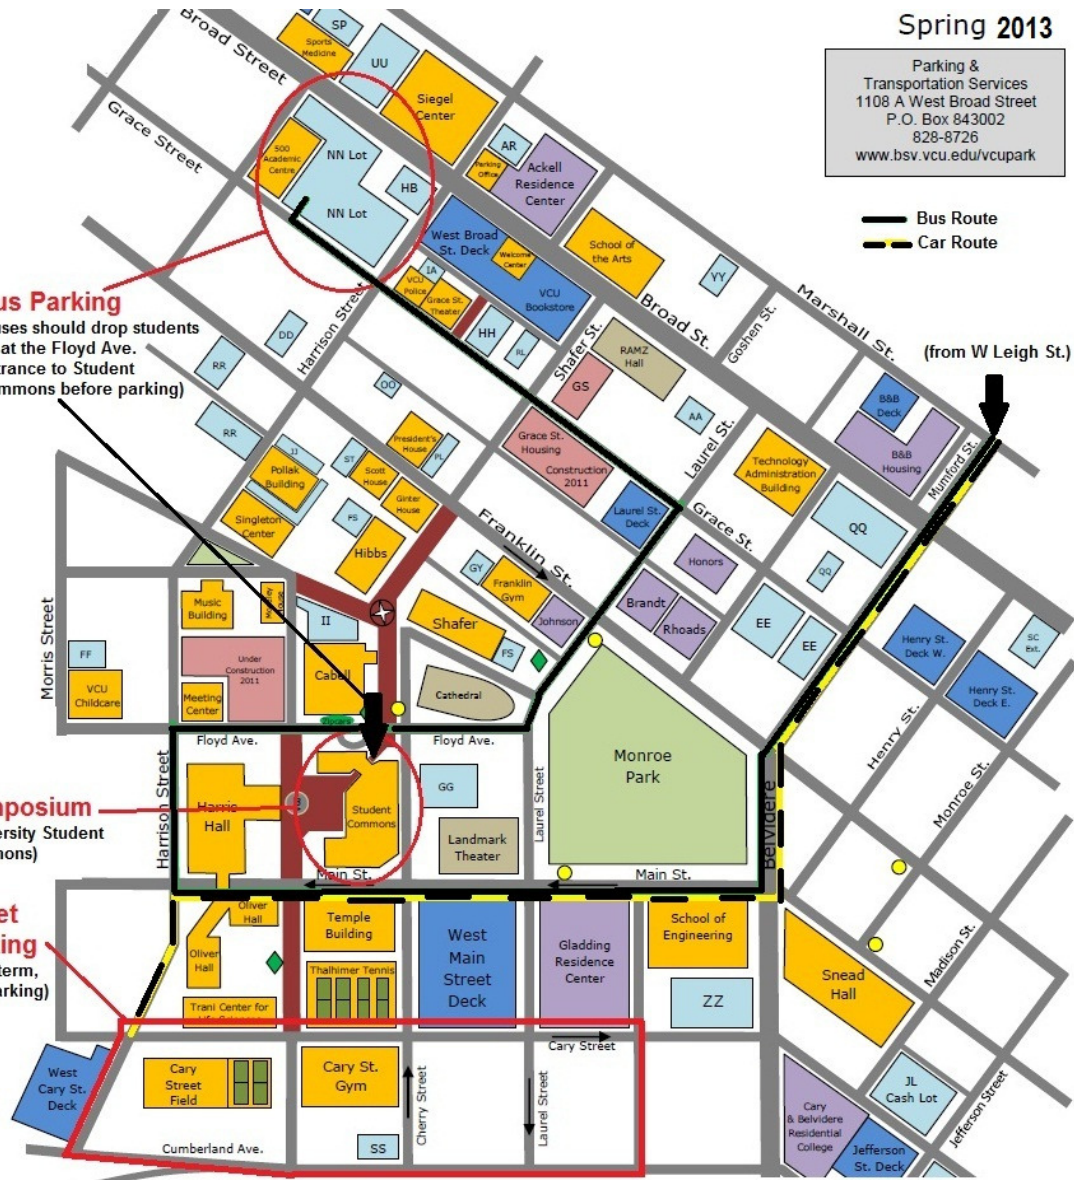 Spring 2013
Parking &
Transportation Services
1108 A West Broad Street
P.O. Box 843002
828-8726
www.bsv.vcu.edu/vcupark
Bus Route
Car Route
(from W Leigh St.)
Broad Street
Grace Street
SP
Sports
Medicine
UU
Siegel
Center
500
Academic
Centre
NN Lot
NN Lot
HB
AR
Parking
Office
Ackell
Residence
Center
West Broad
St. Deck
Welcome
Center
VCU
Bookstore
School of
the Arts
YY
Broad St.
Marshall St.
Goshen St.
IA
VCU
Police
Grace St.
Theater
HH
RL
Shafer St.
RAMZ
Hall
GS
AA
Laurel St.
Harrison Street
DD
RR
OO
RR
us Parking
uses should drop students
at the Floyd Ave.
trance to Student
ommons before parking)
B&B
Deck
B&B
Housing
Mumford St.
Technology
Administration
Building
QQ
QQ
Grace St.
Housing
Construction
2011
Laurel St.
Deck
Grace St.
President's
House
PL
ST
Scott
House
Ginter
House
JJ
Pollak
Building
Singleton
Center
FS
Hibbs
Franklin St.
GY
Franklin
Gym
Johnson
Honors
Brandt
Rhoads
EE
EE
Henry St.
Deck W.
SC
Ext.
Henry St.
Deck E.
Morris Street
Music
Building
II
Shafer
FS
FF
VCU
Childcare
Under
Construction
2011
Meeting
Center
Cabell
Cathedral
Zipcars
Floyd Ave.
Floyd Ave.
Monroe
Park
Henry St.
Monroe St.
Harrison Street
Harris
Hall
Student
Commons
GG
Landmark
Theater
Laurel Street
Belvidere
mposium
ersity Student
mons)
Main St.
Main St.
et
ing
term,
arking)
Oliver
Hall
Oliver
Hall
Temple
Building
Thalhimer Tennis
West
Main
Street
Deck
Gladding
Residence
Center
School of
Engineering
ZZ
Snead
Hall
Madison St.
Trani Center for
Life Sciences
Cary Street
West
Cary St.
Deck
Cary
Street
Field
Cary St.
Gym
Cherry Street
Laurel Street
SS
Cumberland Ave.
Cary
& Belvidere
Residential
College
JL
Cash Lot
Jefferson
St. Deck
Jefferson Street